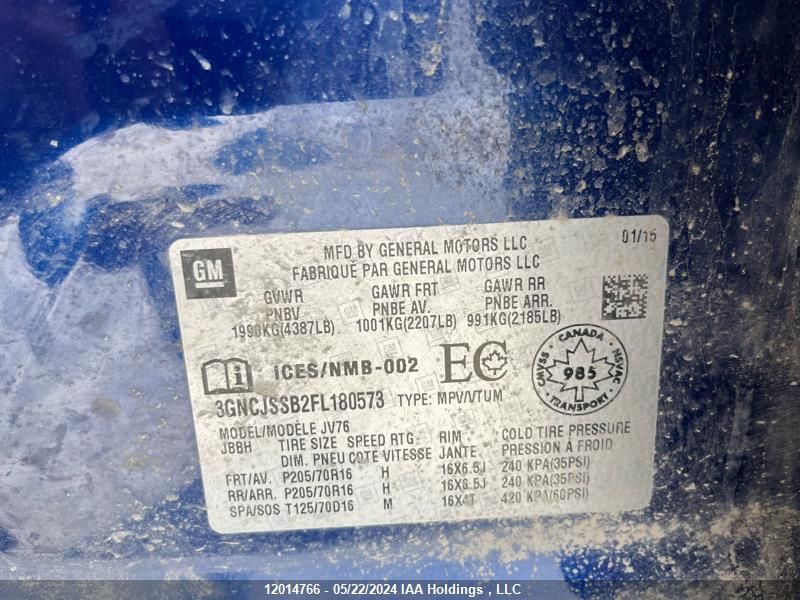 GM
MFD BY GENERAL MOTORS LLC
01/15
FABRIQUÉ PAR GENERAL MOTORS LLC
GVWR GAWR FRT GAWR RR
PNBV PNBE AV. PNBE ARR.
1990KG(4387LB). 1001KG(2207LB) 991KG(2185LB)
ICES/NMB-002 EC
CANADA CMVSS NSVAC 985 TRANSPORT
3GNCJSSB2FL180573 TYPE: MPV/VTUM
MODEL/MODÈLE JV76
JBBH TIRE SIZE SPEED RTG RIM COLD TIRE PRESSURE
DIM. PNEU COTE VITESSE JANTE PRESSION À FROID
FRT/AV. P205/70R16 H 16X6.5J 240 KPA(35PSI)
RR/ARR. P205/70R16 H 16X6.5J 240 KPA(35PSI)
SPA/SOS T125/70D16 M 16X4T 420 KPA(60PSI)
12014766 - 05/22/2024 IAA Holdings , LLC